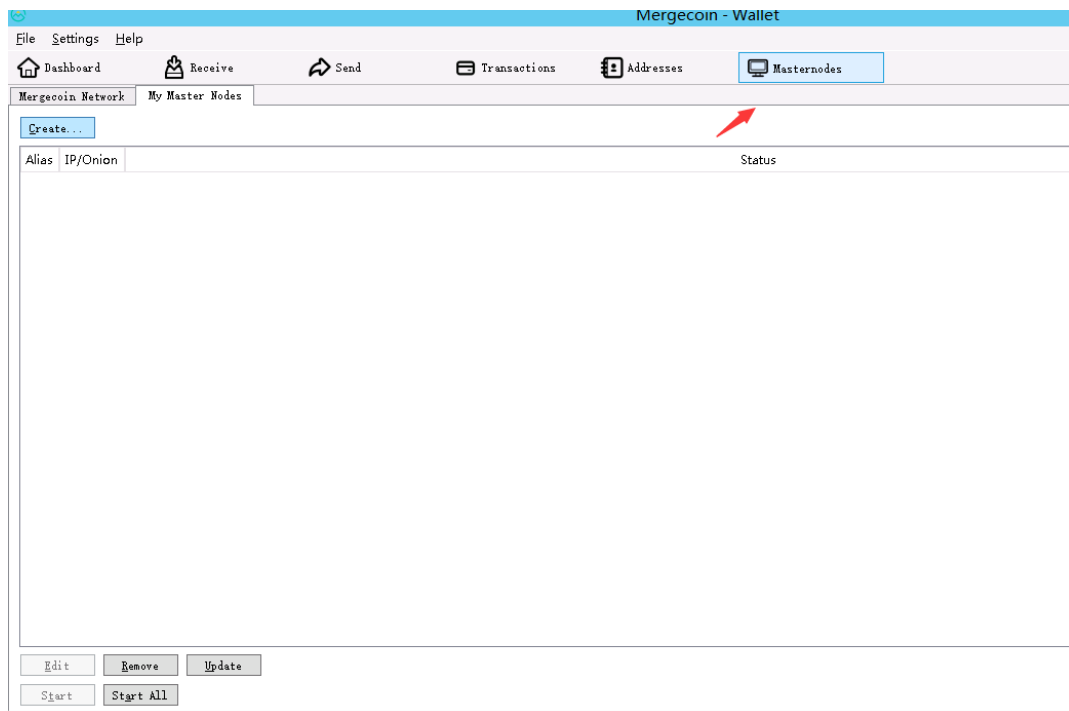 Mergecoin - Wallet
File Settings Help
Dashboard Receive Send Transactions Addresses Masternodes
Mergecoin Network My Master Nodes
Create...
Alias IP/Onion Status
Edit Remove Update
Start Start All